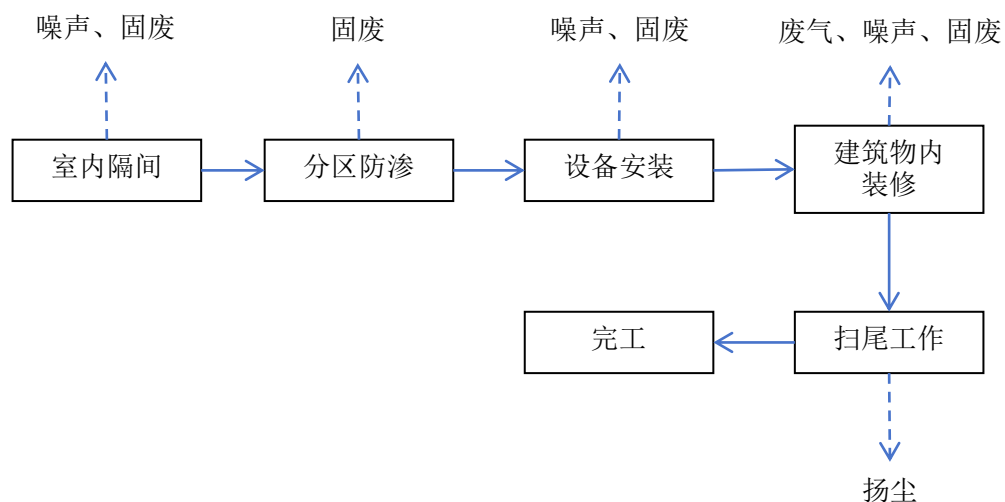 噪声、固废
固废
噪声、固废
废气、噪声、固废
室内隔间
分区防渗
设备安装
建筑物内
装修
完工
扫尾工作
扬尘